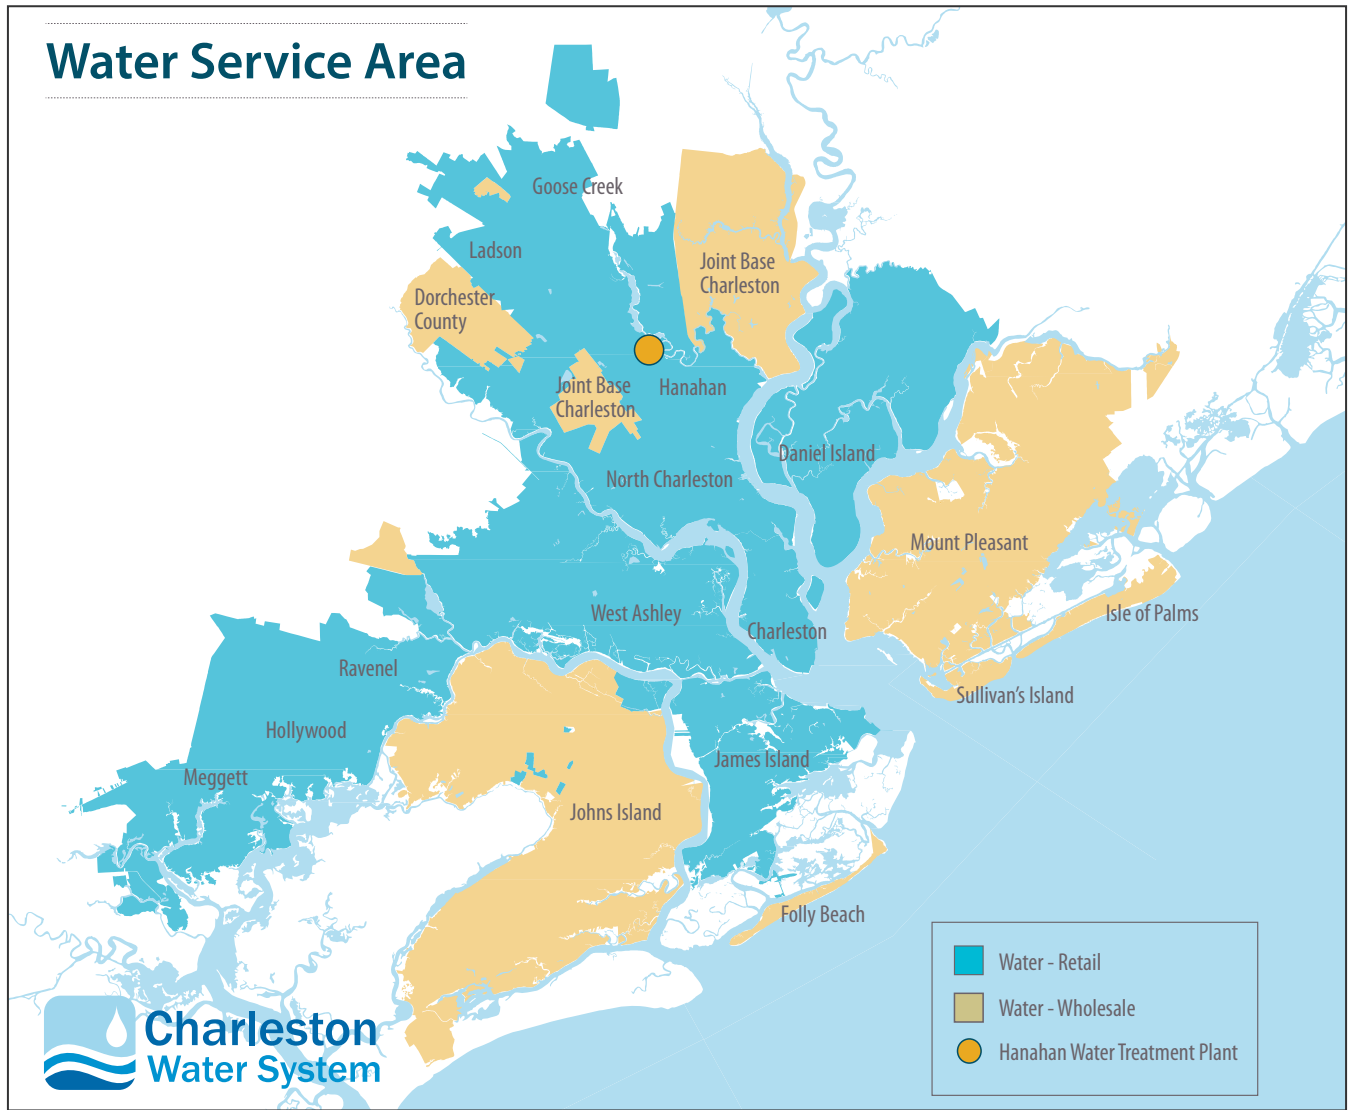 Water Service Area
Goose Creek
Ladson
Joint Base
Charleston
Dorchester
County
Joint Base
Charleston
Hanahan
Daniel Island
North Charleston
Mount Pleasant
West Ashley
Charleston
Isle of Palms
Ravenel
Sullivan's Island
Hollywood
James Island
Meggett
Johns Island
Folly Beach
Water - Retail
Water - Wholesale
Hanahan Water Treatment Plant
Charleston
Water System